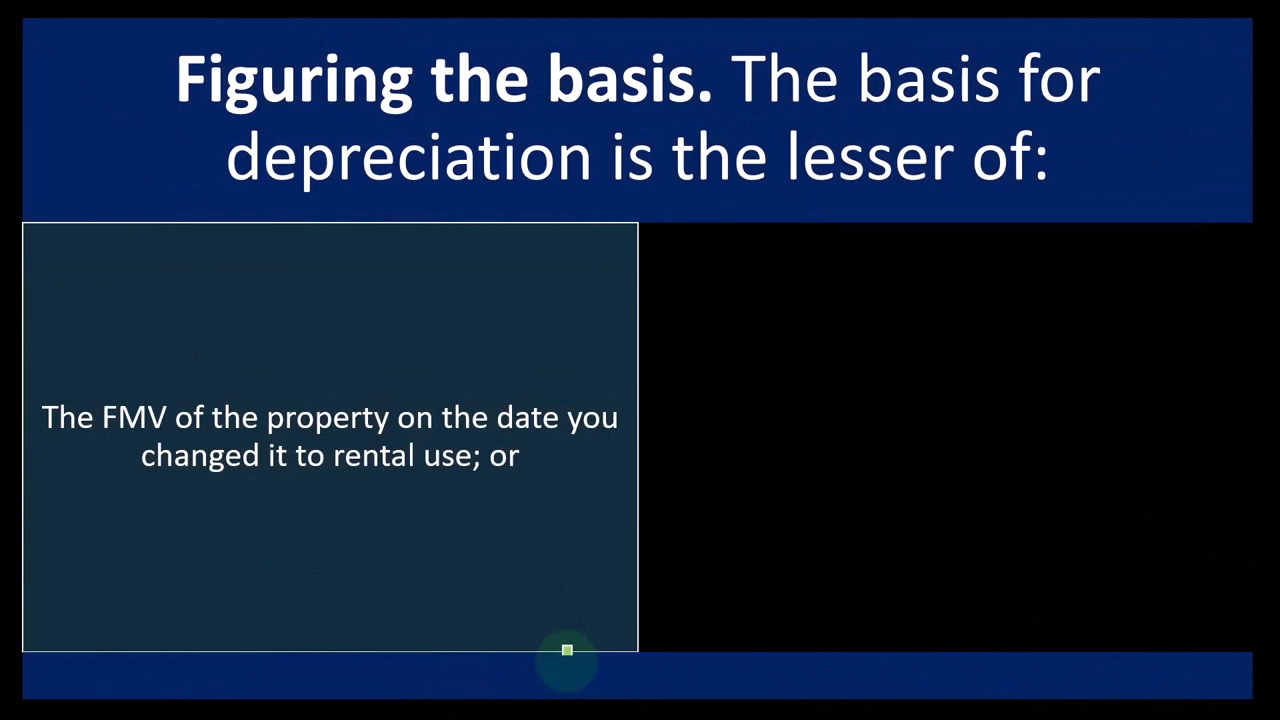 Figuring the basis. The basis for
depreciation is the lesser of:
The FMV of the property on the date you
changed it to rental use; or